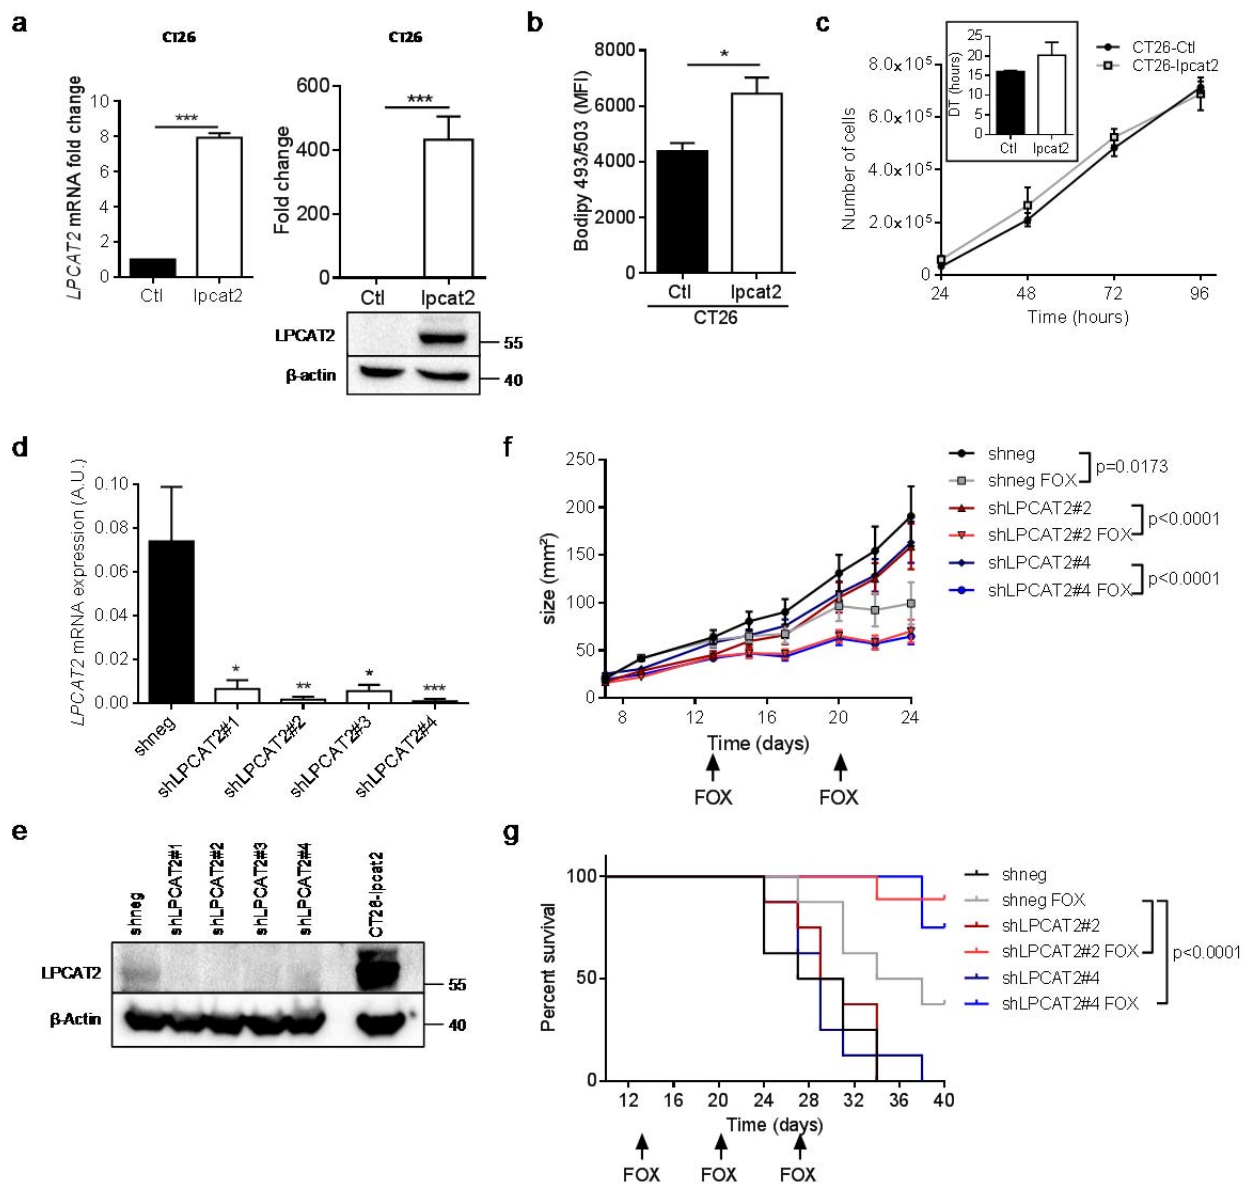 a
CT26
LPCAT2 mRNA fold change
10
8
6
4
2
0
***
Ctl
lpcat2
CT26
Fold change
600
400
200
0
***
Ctl
lpcat2
LPCAT2
55
β-actin
40
b
Bodipy 493/503 (MFI)
8000
6000
4000
2000
0
*
Ctl
lpcat2
CT26
c
Number of cells
8.0x10⁵
6.0x10⁵
4.0x10⁵
2.0x10⁵
0
24
48
72
96
Time (hours)
DT (hours)
25
20
15
10
5
0
Ctl
lpcat2
CT26-Ctl
CT26-lpcat2
d
LPCAT2 mRNA expression (A.U.)
0.10
0.08
0.06
0.04
0.02
0.00
*
**
*
***
shneg
shLPCAT2#1
shLPCAT2#2
shLPCAT2#3
shLPCAT2#4
e
shneg
shLPCAT2#1
shLPCAT2#2
shLPCAT2#3
shLPCAT2#4
CT26-lpcat2
LPCAT2
55
β-Actin
40
f
size (mm²)
250
200
150
100
50
0
8
12
16
20
24
Time (days)
FOX
FOX
shneg
shneg FOX
p=0.0173
shLPCAT2#2
shLPCAT2#2 FOX
p<0.0001
shLPCAT2#4
shLPCAT2#4 FOX
p<0.0001
g
Percent survival
100
50
0
12
16
20
24
28
32
36
40
Time (days)
FOX
FOX
FOX
shneg
shneg FOX
shLPCAT2#2
shLPCAT2#2 FOX
shLPCAT2#4
shLPCAT2#4 FOX
p<0.0001